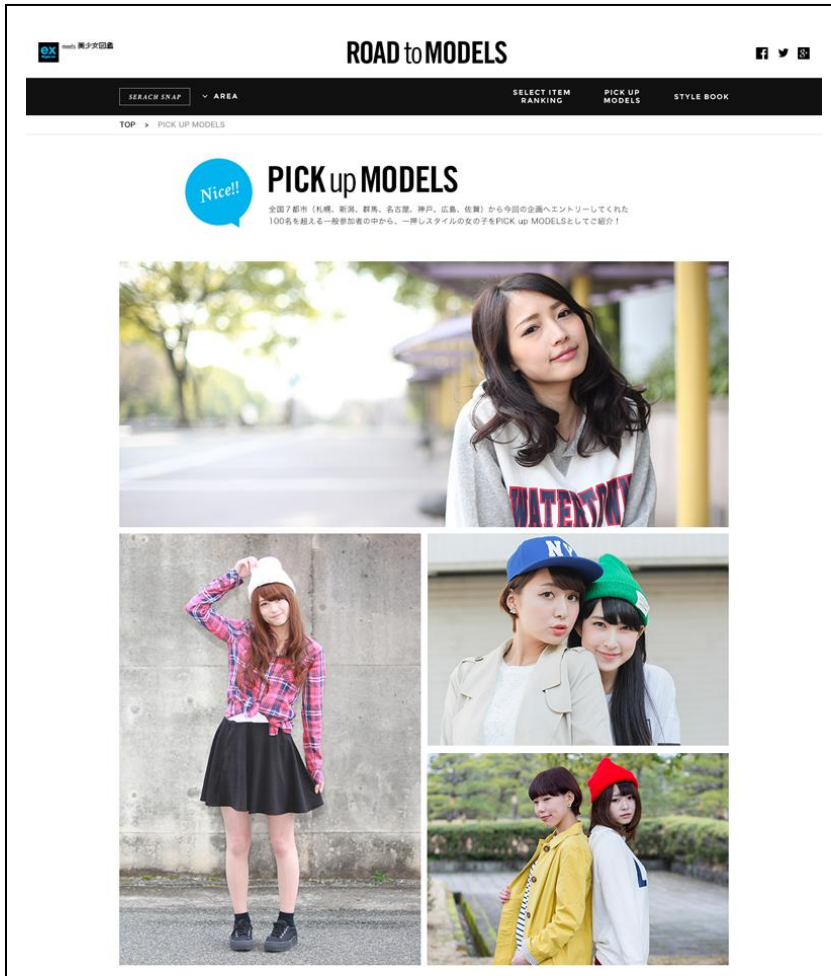 ex meets 美少女図鑑
ROAD to MODELS
SERACH SNAP
AREA
SELECT ITEM
RANKING
PICK UP
MODELS
STYLE BOOK
TOP > PICK UP MODELS
Nice!!
PICK up MODELS
全国7都市(札幌、新潟、群馬、名古屋、神戸、広島、佐賀)から今回の企画へエントリーしてくれた
100名を超える一般参加者の中から、一押しスタイルの女の子をPICK up MODELSとしてご紹介!
WATERTOWN
NY
L